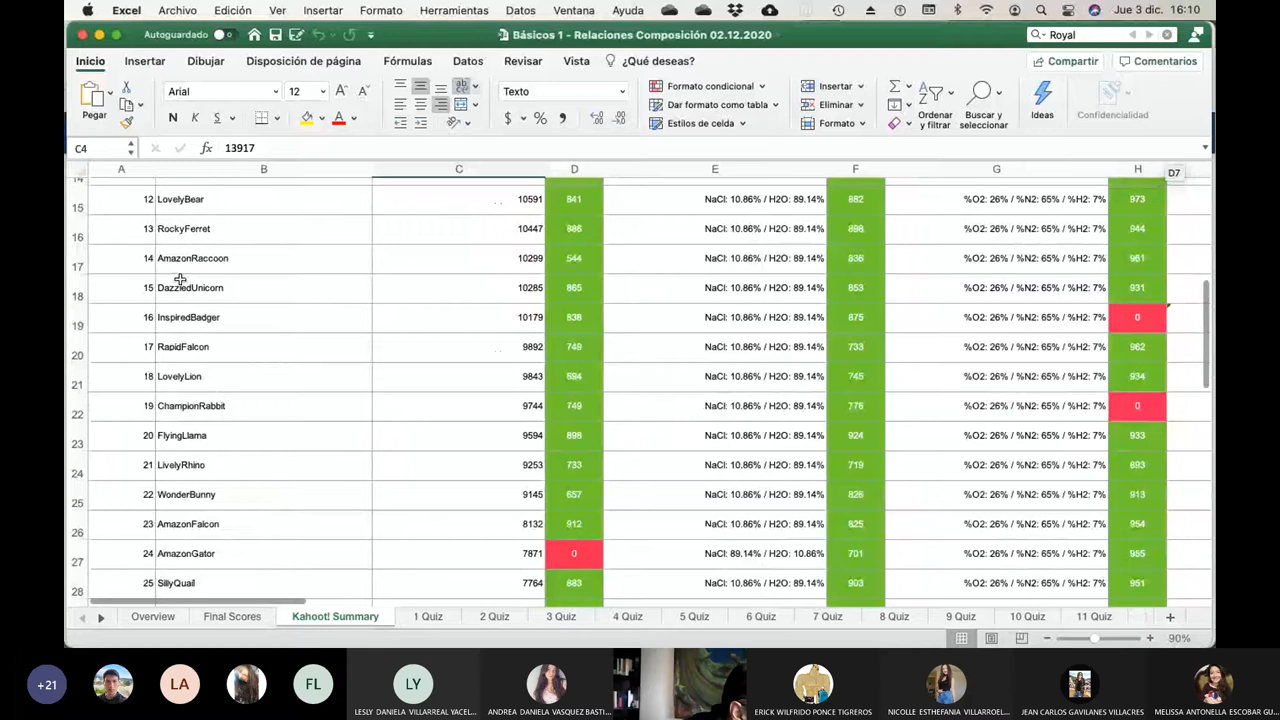 Excel Archivo Edición Ver Insertar Formato Herramientas Datos Ventana Ayuda Jue 3 dic. 16:10
Autoguardado Básicos 1 - Relaciones Composición 02.12.2020 Royal
Inicio Insertar Dibujar Disposición de página Fórmulas Datos Revisar Vista ¿Qué deseas? Compartir Comentarios
Arial 12 Texto Formato condicional Insertar
Dar formato como tabla Eliminar
Pegar N K S Estilos de celda Formato Ordenar y filtrar Buscar y seleccionar Ideas Confidencialidad
C4 fx 13917
A B C D E F G H D7
14
15 12 LovelyBear 10591 841 NaCl: 10.86% / H2O: 89.14% 882 %O2: 26% / %N2: 65% / %H2: 7% 973
16 13 RockyFerret 10447 886 NaCl: 10.86% / H2O: 89.14% 898 %O2: 26% / %N2: 65% / %H2: 7% 944
17 14 AmazonRaccoon 10299 544 NaCl: 10.86% / H2O: 89.14% 836 %O2: 26% / %N2: 65% / %H2: 7% 961
18 15 DazzledUnicorn 10285 865 NaCl: 10.86% / H2O: 89.14% 853 %O2: 26% / %N2: 65% / %H2: 7% 931
19 16 InspiredBadger 10179 838 NaCl: 10.86% / H2O: 89.14% 875 %O2: 26% / %N2: 65% / %H2: 7% 0
20 17 RapidFalcon 9892 749 NaCl: 10.86% / H2O: 89.14% 733 %O2: 26% / %N2: 65% / %H2: 7% 962
21 18 LovelyLion 9843 694 NaCl: 10.86% / H2O: 89.14% 745 %O2: 26% / %N2: 65% / %H2: 7% 934
22 19 ChampionRabbit 9744 749 NaCl: 10.86% / H2O: 89.14% 776 %O2: 26% / %N2: 65% / %H2: 7% 0
23 20 FlyingLlama 9594 898 NaCl: 10.86% / H2O: 89.14% 924 %O2: 26% / %N2: 65% / %H2: 7% 933
24 21 LivelyRhino 9253 733 NaCl: 10.86% / H2O: 89.14% 719 %O2: 26% / %N2: 65% / %H2: 7% 693
25 22 WonderBunny 9145 657 NaCl: 10.86% / H2O: 89.14% 826 %O2: 26% / %N2: 65% / %H2: 7% 913
26 23 AmazonFalcon 8132 912 NaCl: 10.86% / H2O: 89.14% 825 %O2: 26% / %N2: 65% / %H2: 7% 954
27 24 AmazonGator 7871 0 NaCl: 89.14% / H2O: 10.86% 701 %O2: 26% / %N2: 65% / %H2: 7% 955
28 25 SillyQuail 7764 883 NaCl: 10.86% / H2O: 89.14% 903 %O2: 26% / %N2: 65% / %H2: 7% 951
Overview Final Scores Kahoot! Summary 1 Quiz 2 Quiz 3 Quiz 4 Quiz 5 Quiz 6 Quiz 7 Quiz 8 Quiz 9 Quiz 10 Quiz 11 Quiz
90%
+21 LA FL LY
LESLY DANIELA VILLARREAL YACEL... ANDREA DANIELA VASQUEZ BASTI... ERICK WILFRIDO PONCE TIGREROS NICOLLE ESTHEFANIA VILLARROEL... JEAN CARLOS GAVILANES VILLACRES MELISSA ANTONELLA ESCOBAR GU...